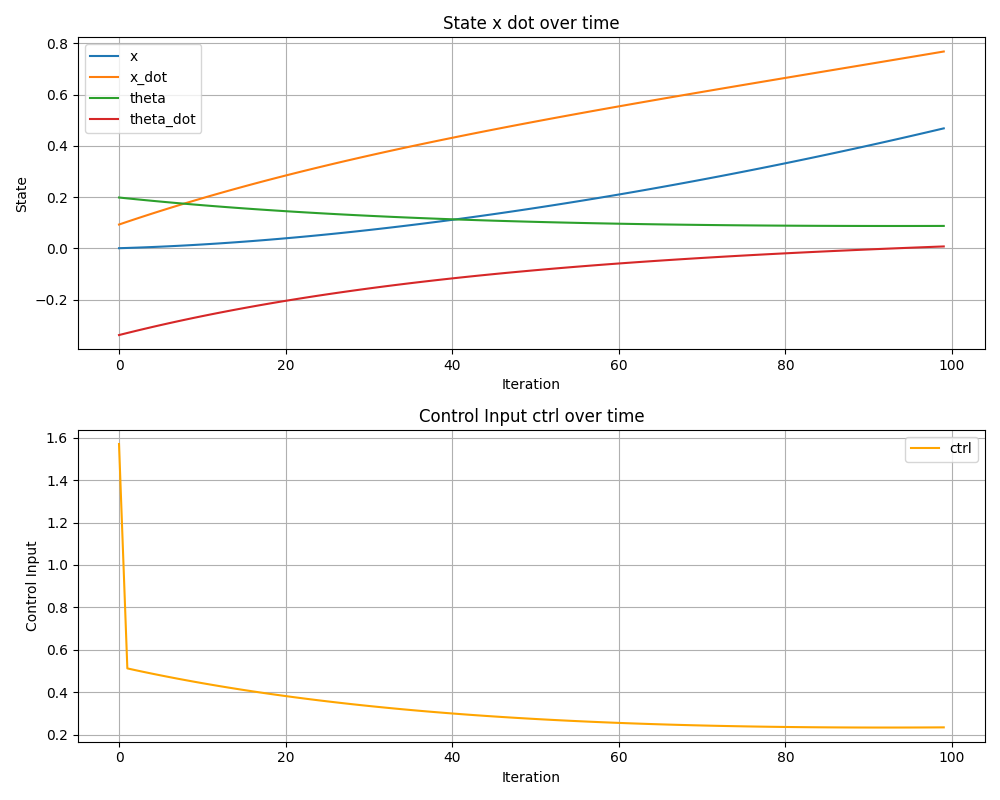 State x dot over time
x
x_dot
theta
theta_dot
State
0.8
0.6
0.4
0.2
0.0
−0.2
0 20 40 60 80 100
Iteration
Control Input ctrl over time
ctrl
Control Input
1.6
1.4
1.2
1.0
0.8
0.6
0.4
0.2
0 20 40 60 80 100
Iteration